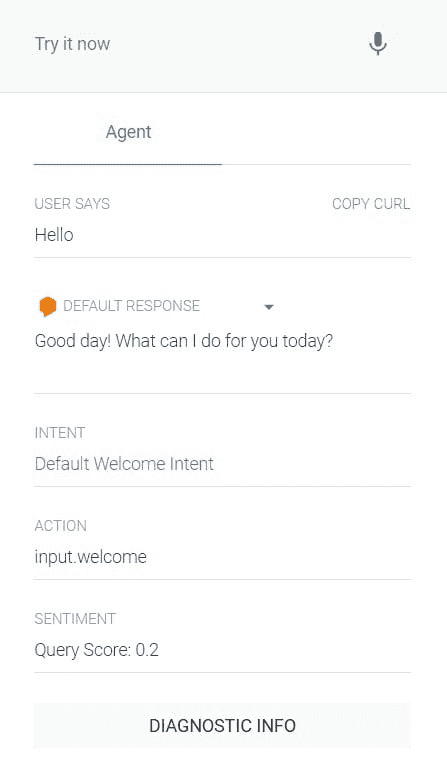 Try it now
Agent
USER SAYS COPY CURL
Hello
DEFAULT RESPONSE
Good day! What can I do for you today?
INTENT
Default Welcome Intent
ACTION
input.welcome
SENTIMENT
Query Score: 0.2
DIAGNOSTIC INFO